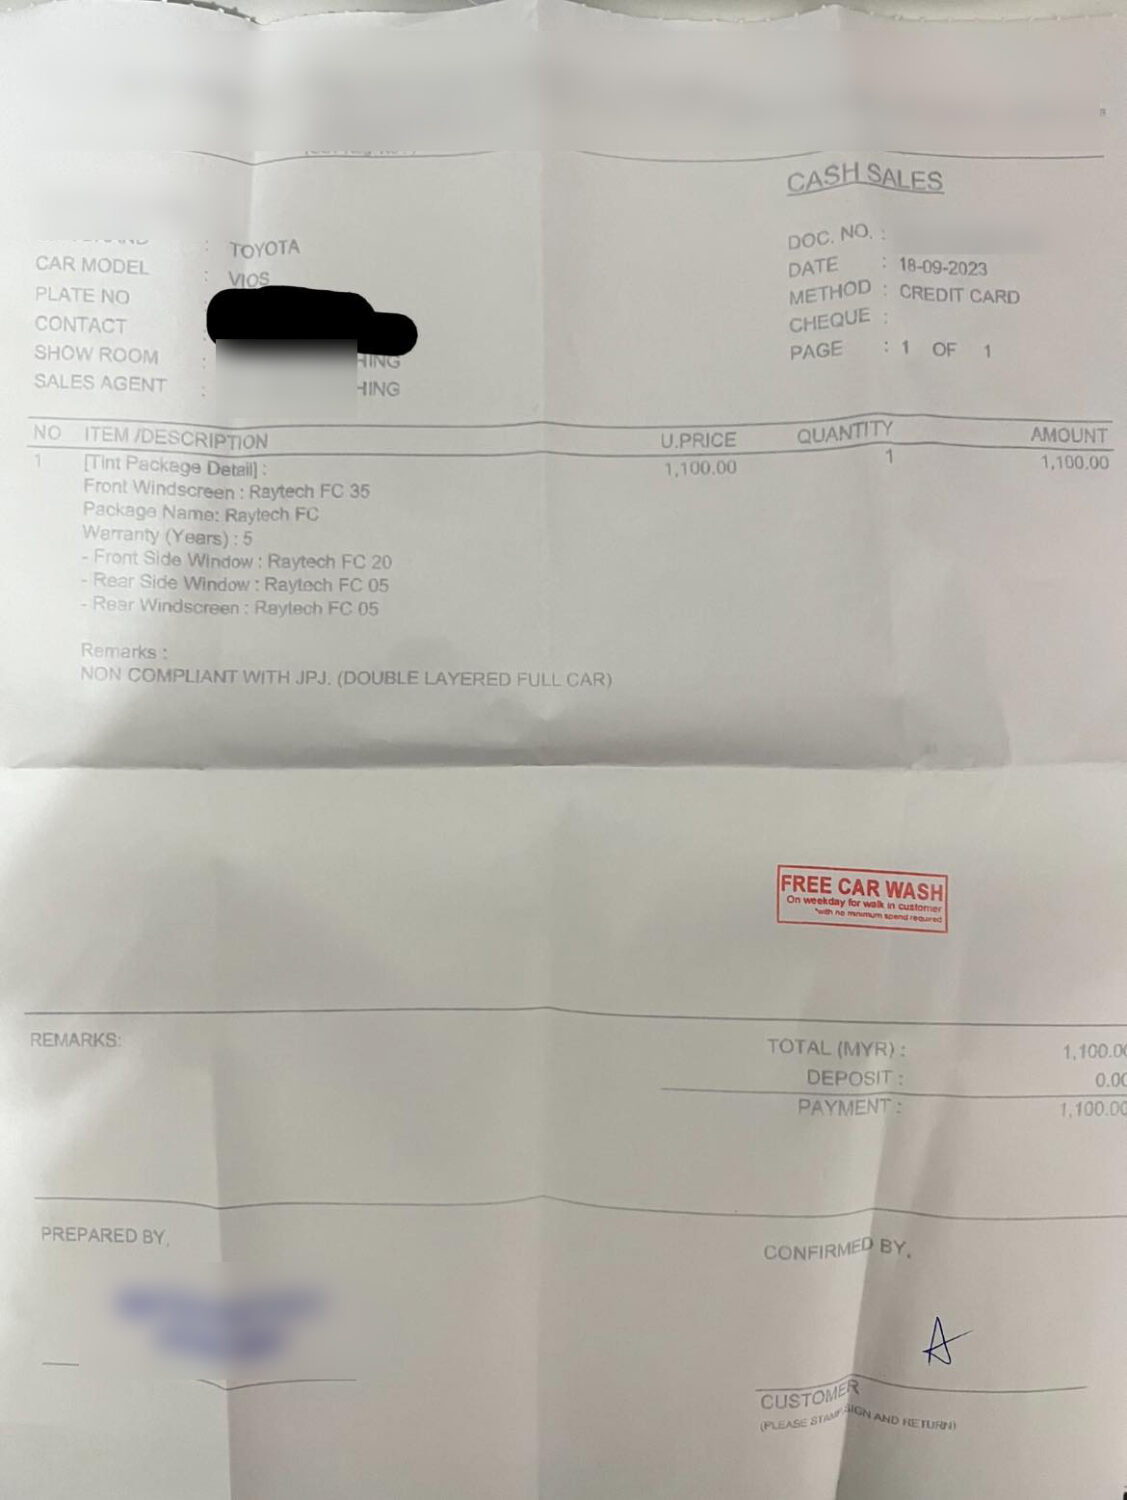 CASH SALES
: TOYOTA
CAR MODEL : VIOS
PLATE NO
CONTACT
SHOW ROOM : HING
SALES AGENT : HING
DOC. NO. :
DATE : 18-09-2023
METHOD : CREDIT CARD
CHEQUE :
PAGE : 1 OF 1
NO ITEM /DESCRIPTION U.PRICE QUANTITY AMOUNT
1 [Tint Package Detail] : 1,100.00 1 1,100.00
Front Windscreen : Raytech FC 35
Package Name: Raytech FC
Warranty (Years) : 5
- Front Side Window : Raytech FC 20
- Rear Side Window : Raytech FC 05
- Rear Windscreen : Raytech FC 05
Remarks :
NON COMPLIANT WITH JPJ. (DOUBLE LAYERED FULL CAR)
FREE CAR WASH
On weekday for walk in customer
*with no minimum spend required
REMARKS:
TOTAL (MYR) : 1,100.00
DEPOSIT : 0.00
PAYMENT : 1,100.00
PREPARED BY,
CONFIRMED BY,
CUSTOMER
(PLEASE STAMP SIGN AND RETURN)